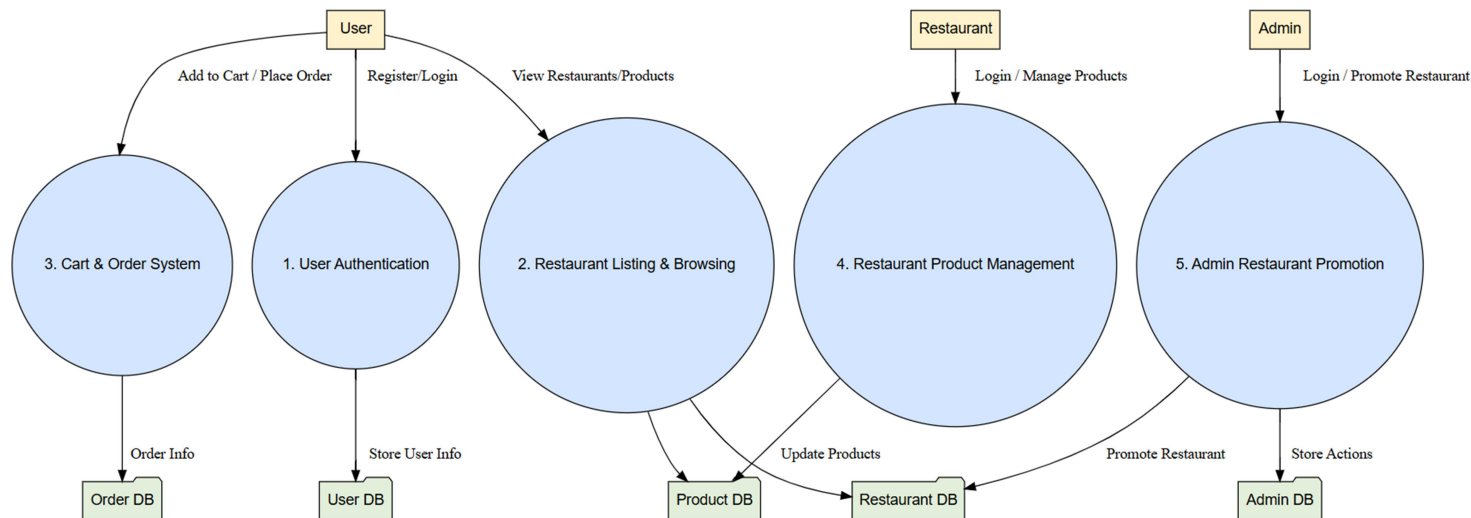 User
Restaurant
Admin
Add to Cart / Place Order
Register/Login
View Restaurants/Products
Login / Manage Products
Login / Promote Restaurant
3. Cart & Order System
1. User Authentication
2. Restaurant Listing & Browsing
4. Restaurant Product Management
5. Admin Restaurant Promotion
Order Info
Store User Info
Update Products
Promote Restaurant
Store Actions
Order DB
User DB
Product DB
Restaurant DB
Admin DB